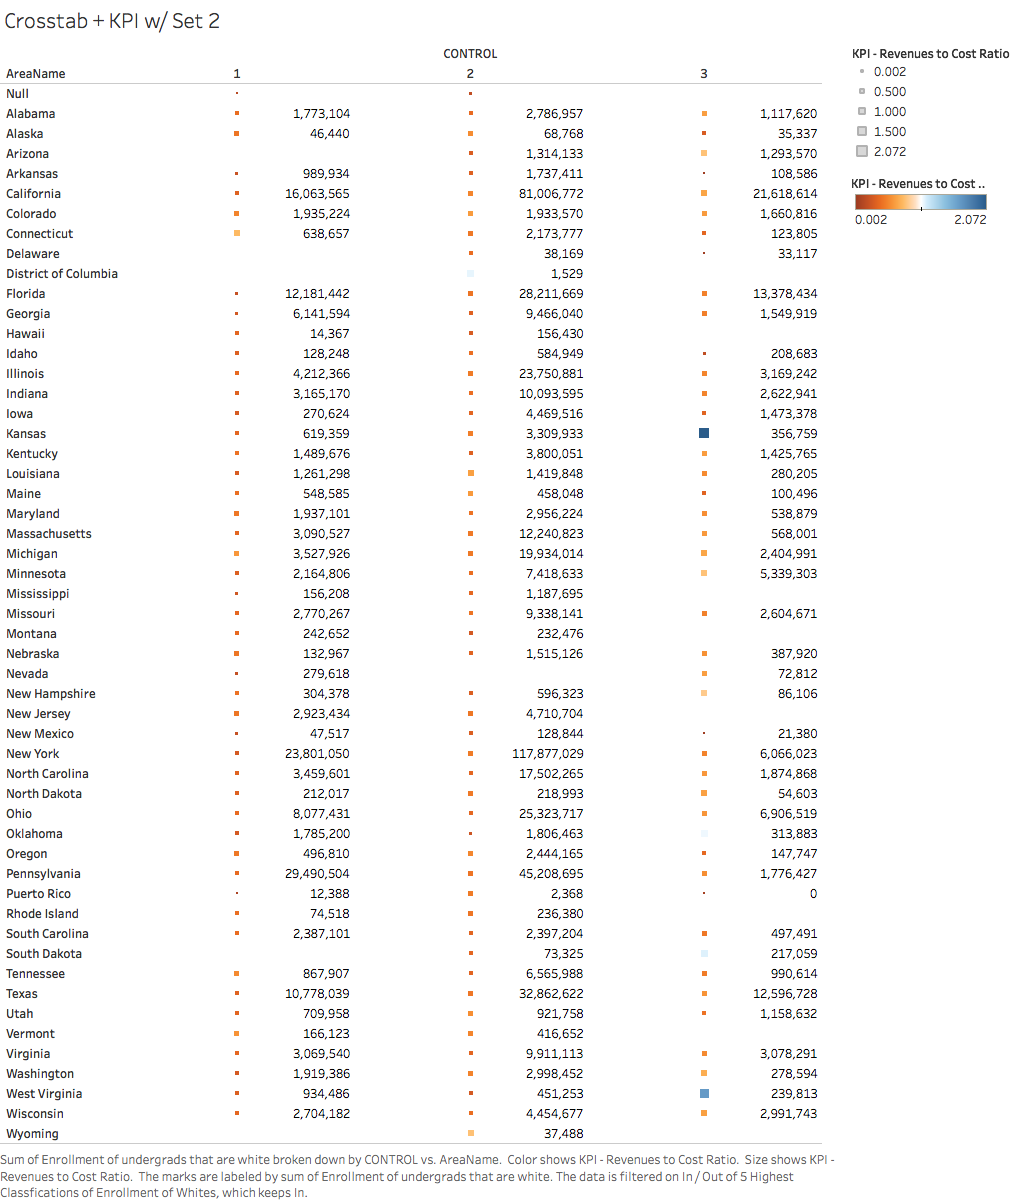 Crosstab + KPI w/ Set 2
CONTROL
AreaName 1 2 3
Null
Alabama 1,773,104 2,786,957 1,117,620
Alaska 46,440 68,768 35,337
Arizona 1,314,133 1,293,570
Arkansas 989,934 1,737,411 108,586
California 16,063,565 81,006,772 21,618,614
Colorado 1,935,224 1,933,570 1,660,816
Connecticut 638,657 2,173,777 123,805
Delaware 38,169 33,117
District of Columbia 1,529
Florida 12,181,442 28,211,669 13,378,434
Georgia 6,141,594 9,466,040 1,549,919
Hawaii 14,367 156,430
Idaho 128,248 584,949 208,683
Illinois 4,212,366 23,750,881 3,169,242
Indiana 3,165,170 10,093,595 2,622,941
Iowa 270,624 4,469,516 1,473,378
Kansas 619,359 3,309,933 356,759
Kentucky 1,489,676 3,800,051 1,425,765
Louisiana 1,261,298 1,419,848 280,205
Maine 548,585 458,048 100,496
Maryland 1,937,101 2,956,224 538,879
Massachusetts 3,090,527 12,240,823 568,001
Michigan 3,527,926 19,934,014 2,404,991
Minnesota 2,164,806 7,418,633 5,339,303
Mississippi 156,208 1,187,695
Missouri 2,770,267 9,338,141 2,604,671
Montana 242,652 232,476
Nebraska 132,967 1,515,126 387,920
Nevada 279,618 72,812
New Hampshire 304,378 596,323 86,106
New Jersey 2,923,434 4,710,704
New Mexico 47,517 128,844 21,380
New York 23,801,050 117,877,029 6,066,023
North Carolina 3,459,601 17,502,265 1,874,868
North Dakota 212,017 218,993 54,603
Ohio 8,077,431 25,323,717 6,906,519
Oklahoma 1,785,200 1,806,463 313,883
Oregon 496,810 2,444,165 147,747
Pennsylvania 29,490,504 45,208,695 1,776,427
Puerto Rico 12,388 2,368 0
Rhode Island 74,518 236,380
South Carolina 2,387,101 2,397,204 497,491
South Dakota 73,325 217,059
Tennessee 867,907 6,565,988 990,614
Texas 10,778,039 32,862,622 12,596,728
Utah 709,958 921,758 1,158,632
Vermont 166,123 416,652
Virginia 3,069,540 9,911,113 3,078,291
Washington 1,919,386 2,998,452 278,594
West Virginia 934,486 451,253 239,813
Wisconsin 2,704,182 4,454,677 2,991,743
Wyoming 37,488
KPI - Revenues to Cost Ratio
0.002
0.500
1.000
1.500
2.072
KPI - Revenues to Cost ..
0.002 2.072
Sum of Enrollment of undergrads that are white broken down by CONTROL vs. AreaName. Color shows KPI - Revenues to Cost Ratio. Size shows KPI -
Revenues to Cost Ratio. The marks are labeled by sum of Enrollment of undergrads that are white. The data is filtered on In / Out of 5 Highest
Classfications of Enrollment of Whites, which keeps In.